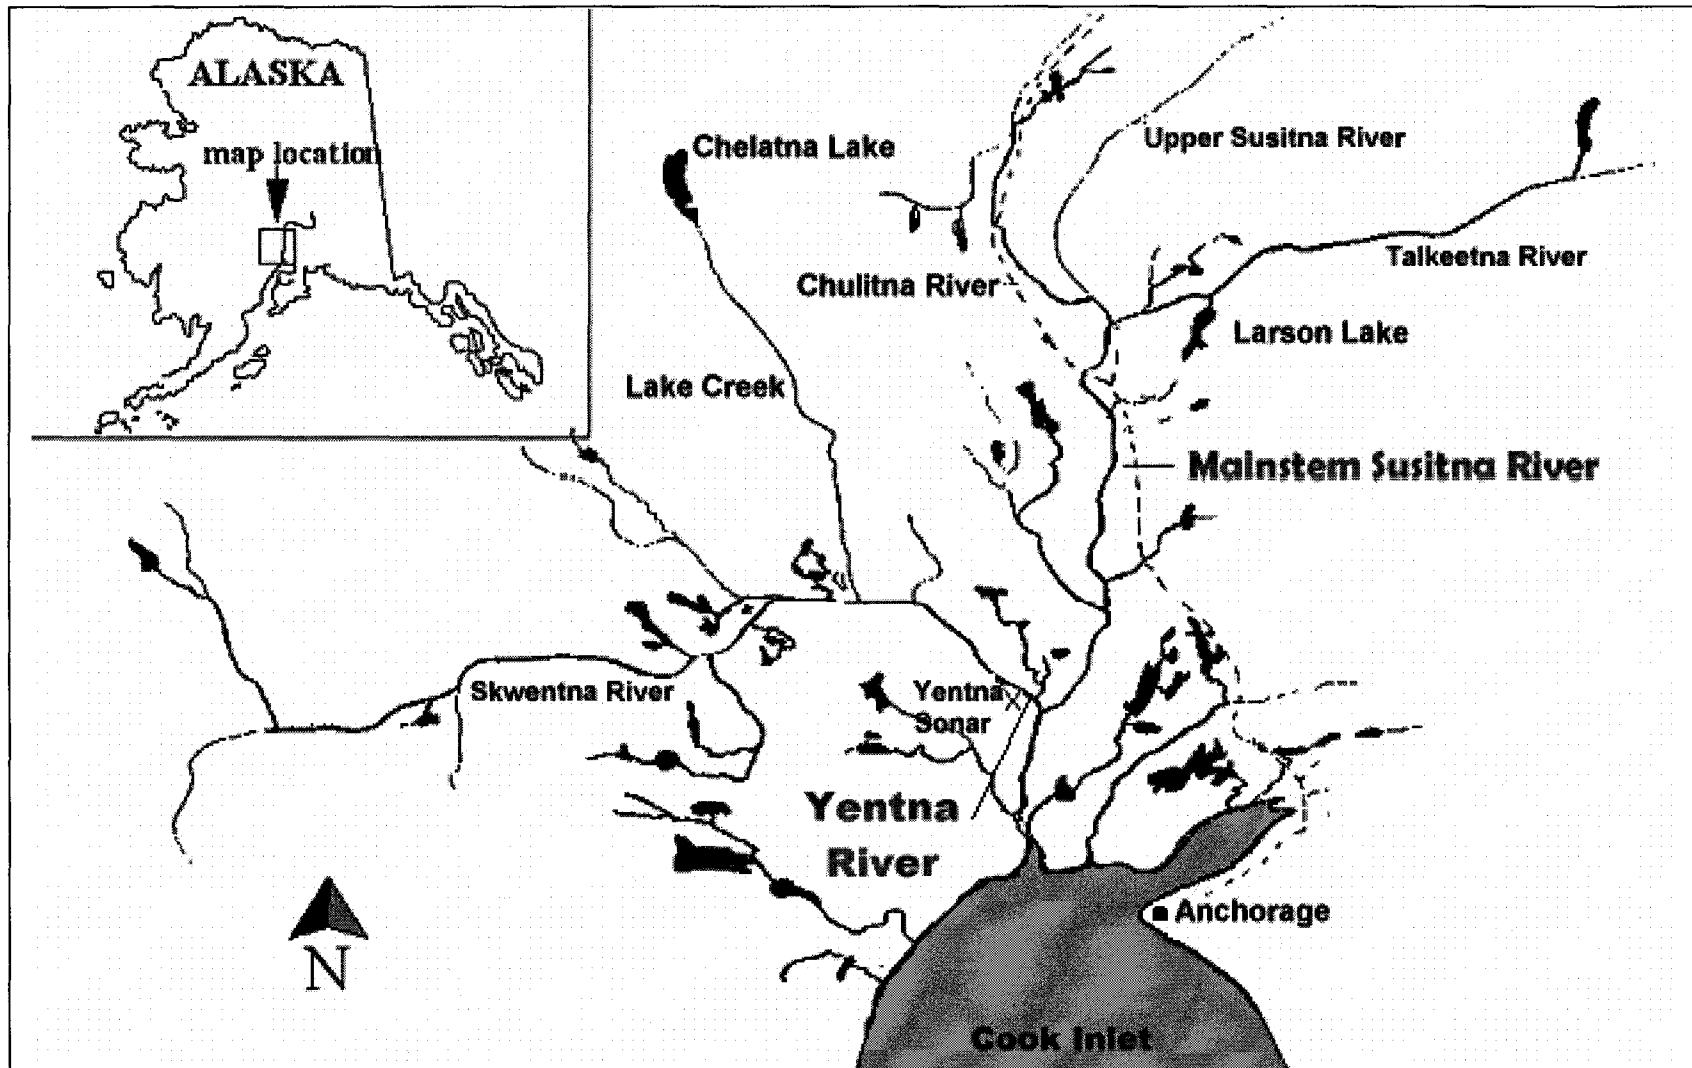 ALASKA
map location
Chelatna Lake
Upper Susitna River
Talkeetna River
Chulitna River
Larson Lake
Lake Creek
Mainstem Susitna River
Skwentna River
Yentna
Sonar
Yentna
River
Anchorage
N
Cook Inlet